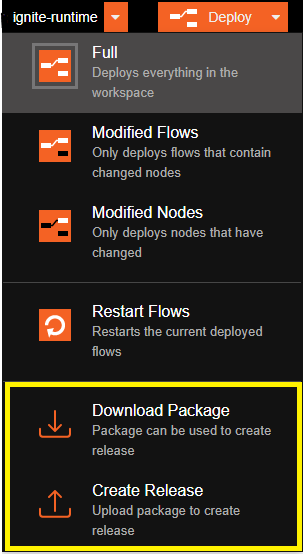 ignite-runtime Deploy
Full
Deploys everything in the
workspace
Modified Flows
Only deploys flows that contain
changed nodes
Modified Nodes
Only deploys nodes that have
changed
Restart Flows
Restarts the current deployed
flows
Download Package
Package can be used to create
release
Create Release
Upload package to create
release